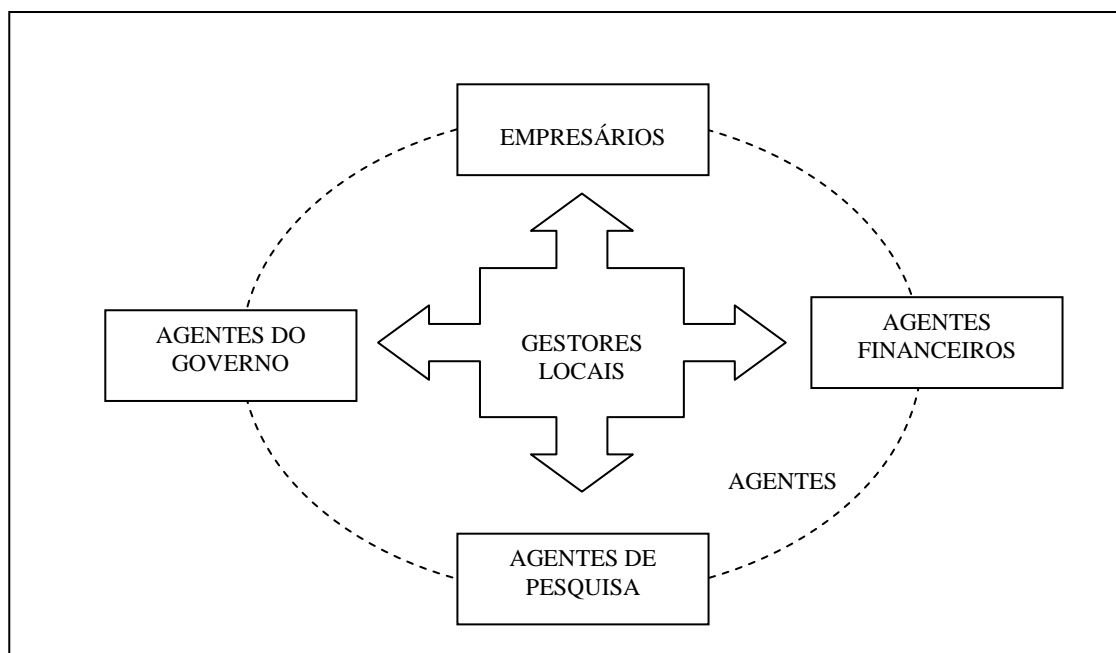 EMPRESÁRIOS
AGENTES DO
GOVERNO
GESTORES
LOCAIS
AGENTES
FINANCEIROS
AGENTES
AGENTES DE
PESQUISA